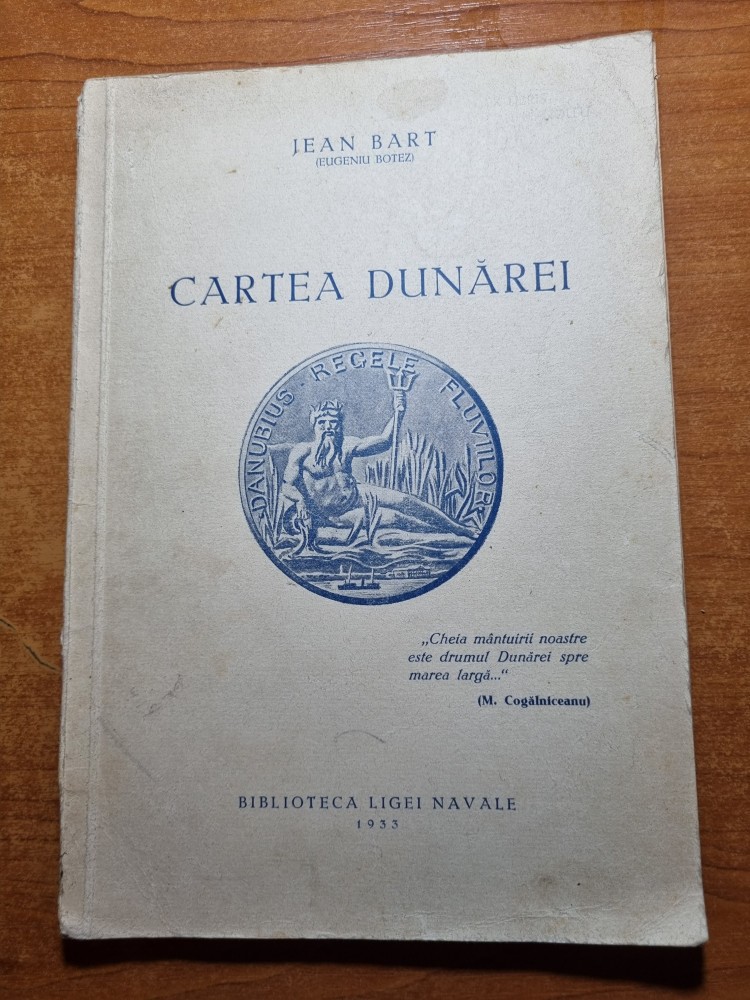 JEAN BART
(EUGENIU BOTEZ)
CARTEA DUNĂREI
DANUBIUS · REGELE FLUVIILOR
„Cheia mântuirii noastre
este drumul Dunărei spre
marea largă..."
(M. Cogălniceanu)
BIBLIOTECA LIGEI NAVALE
1933